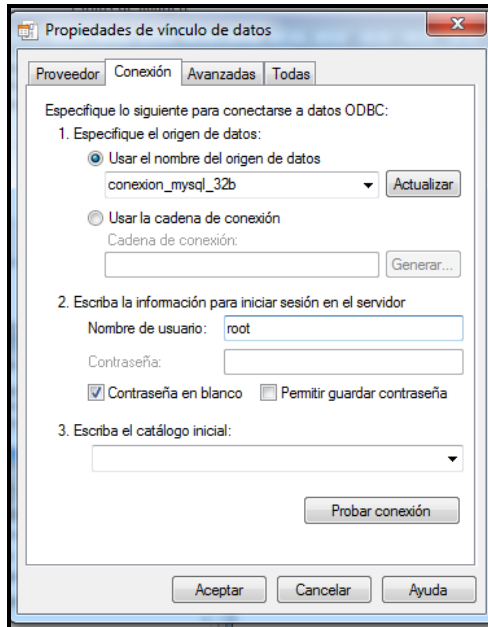 Propiedades de vínculo de datos
Proveedor Conexión Avanzadas Todas
Especifique lo siguiente para conectarse a datos ODBC:
1. Especifique el origen de datos:
Usar el nombre del origen de datos
conexion_mysql_32b Actualizar
Usar la cadena de conexión
Cadena de conexión:
Generar...
2. Escriba la información para iniciar sesión en el servidor
Nombre de usuario: root
Contraseña:
Contraseña en blanco Permitir guardar contraseña
3. Escriba el catálogo inicial:
Probar conexión
Aceptar Cancelar Ayuda